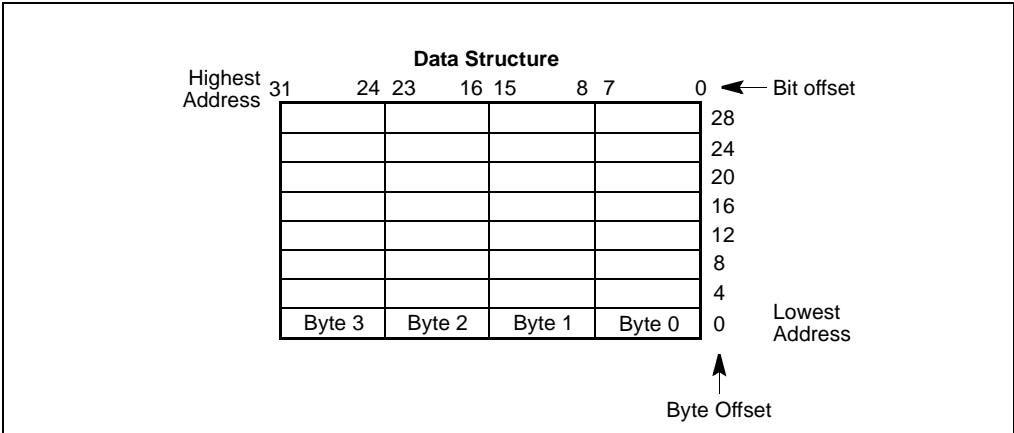 Data Structure
Highest
Address
31 24 23 16 15 8 7 0
Bit offset
28
24
20
16
12
8
4
Byte 3 Byte 2 Byte 1 Byte 0 0
Lowest
Address
Byte Offset